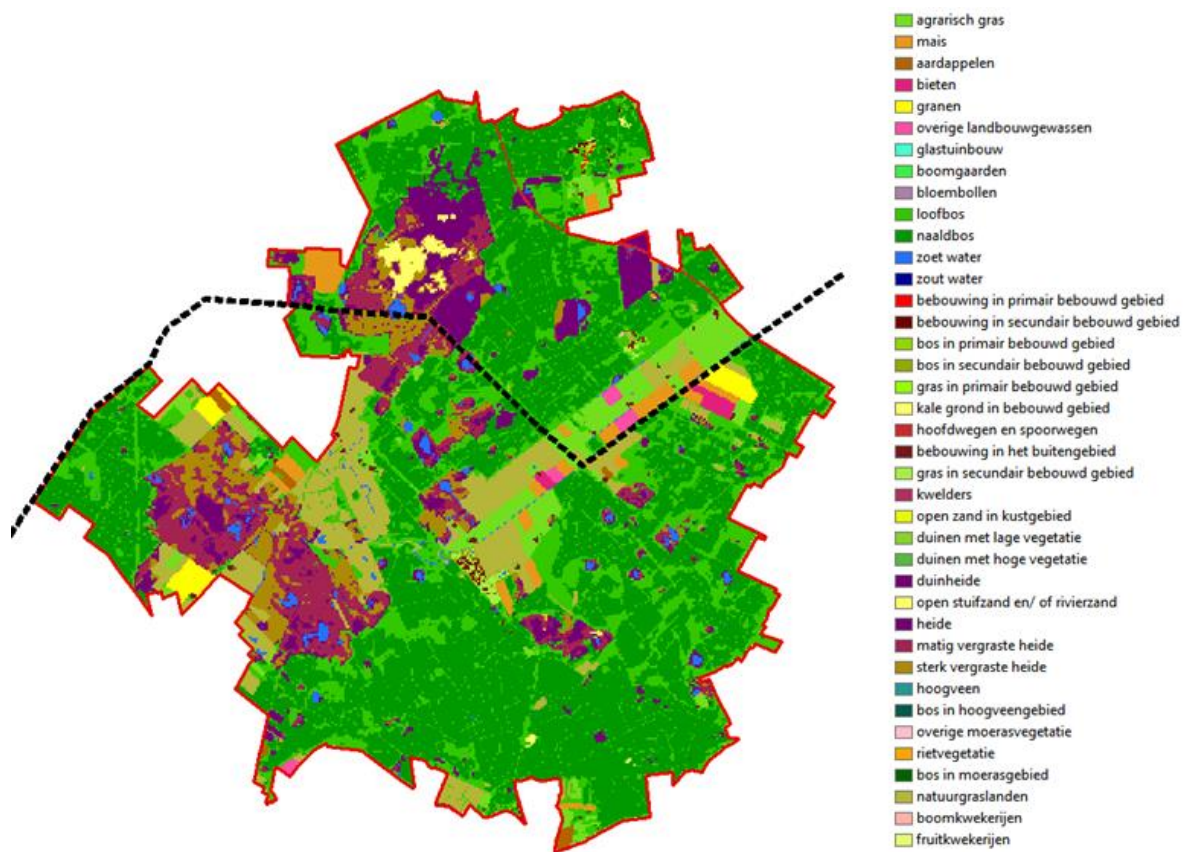 agrarisch gras
mais
aardappelen
bieten
granen
overige landbouwgewassen
glastuinbouw
boomgaarden
bloembollen
loofbos
naaldbos
zoet water
zout water
bebouwing in primair bebouwd gebied
bebouwing in secundair bebouwd gebied
bos in primair bebouwd gebied
bos in secundair bebouwd gebied
gras in primair bebouwd gebied
kale grond in bebouwd gebied
hoofdwegen en spoorwegen
bebouwing in het buitengebied
gras in secundair bebouwd gebied
kwelders
open zand in kustgebied
duinen met lage vegetatie
duinen met hoge vegetatie
duinheide
open stuifzand en/ of rivierzand
heide
matig vergraste heide
sterk vergraste heide
hoogveen
bos in hoogveengebied
overige moerasvegetatie
rietvegetatie
bos in moerasgebied
natuurgraslanden
boomkwekerijen
fruitkwekerijen